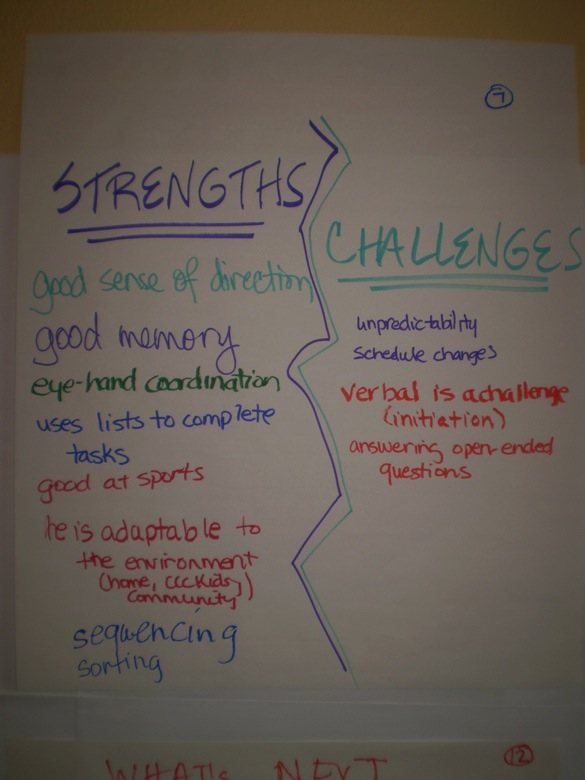 7
STRENGTHS
good sense of direction
good memory
eye-hand coordination
uses lists to complete
tasks
good at sports
he is adaptable to
the environment
(home, CCCKids,
community)
sequencing
sorting
CHALLENGES
unpredictability
schedule changes
verbal is a challenge
(initiation)
answering open-ended
questions
12
WHAT'S NEXT